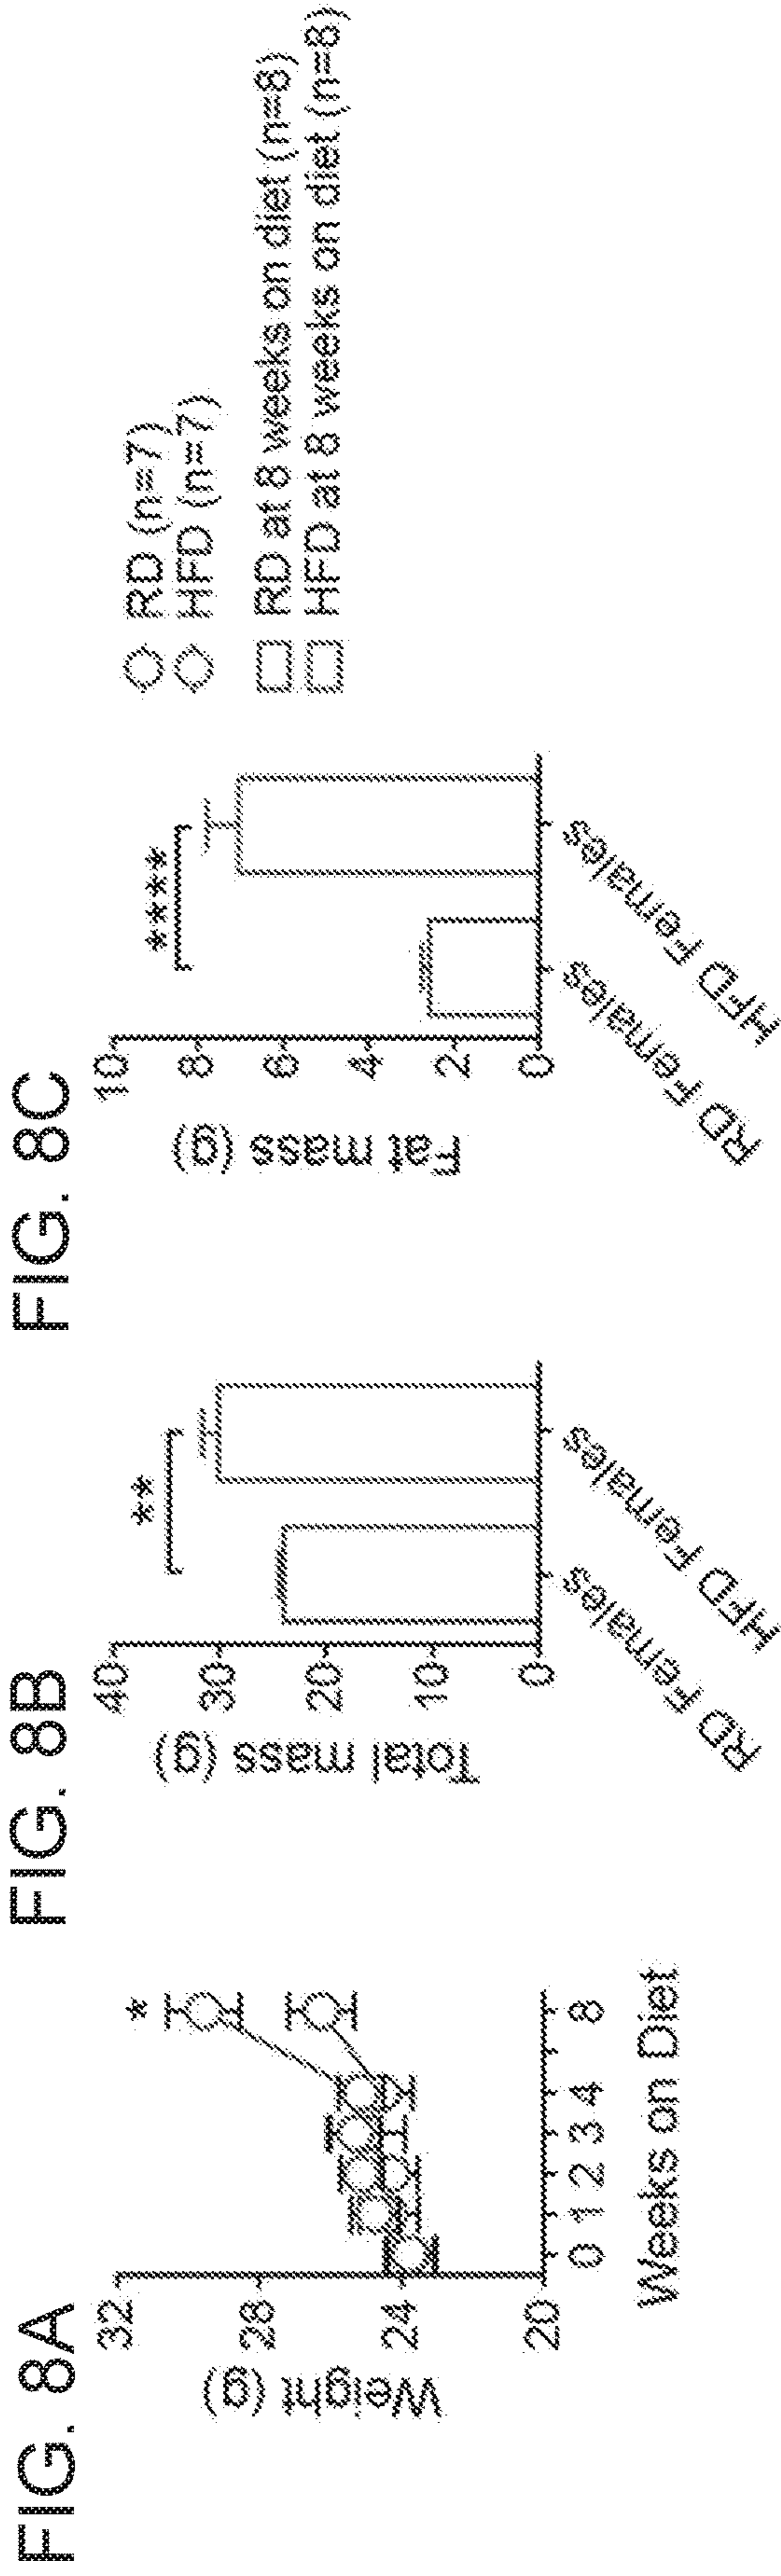 FIG. 8A
32
28
24
20
Weight (g)
*
0 1 2 3 4 8
Weeks on Diet
FIG. 8B
40
30
20
10
0
Total mass (g)
**
RD Females
HFD Females
FIG. 8C
10
8
6
4
2
0
Fat mass (g)
****
RD Females
HFD Females
RD (n=7)
HFD (n=7)
RD at 8 weeks on diet (n=8)
HFD at 8 weeks on diet (n=8)